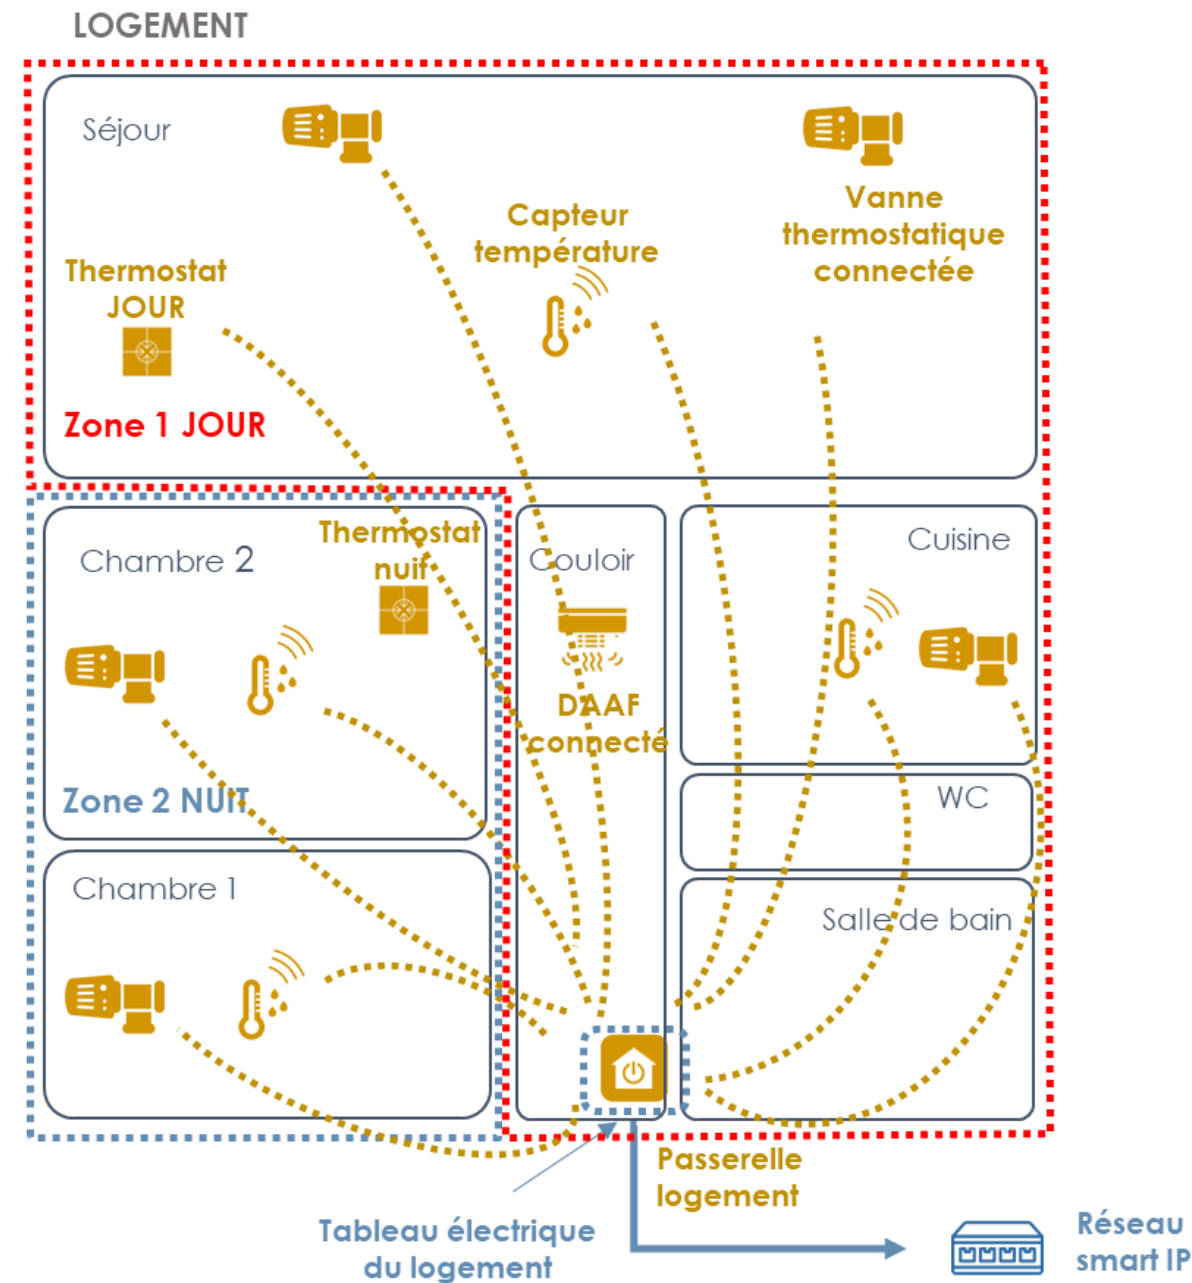 LOGEMENT
Séjour
Capteur
température
Vanne
thermostatique
connectée
Thermostat
JOUR
Zone 1 JOUR
Chambre 2
Thermostat
nuit
Couloir
Cuisine
DAAF
connecté
Zone 2 NUIT
WC
Chambre 1
Salle de bain
Passerelle
logement
Tableau électrique
du logement
Réseau
smart IP